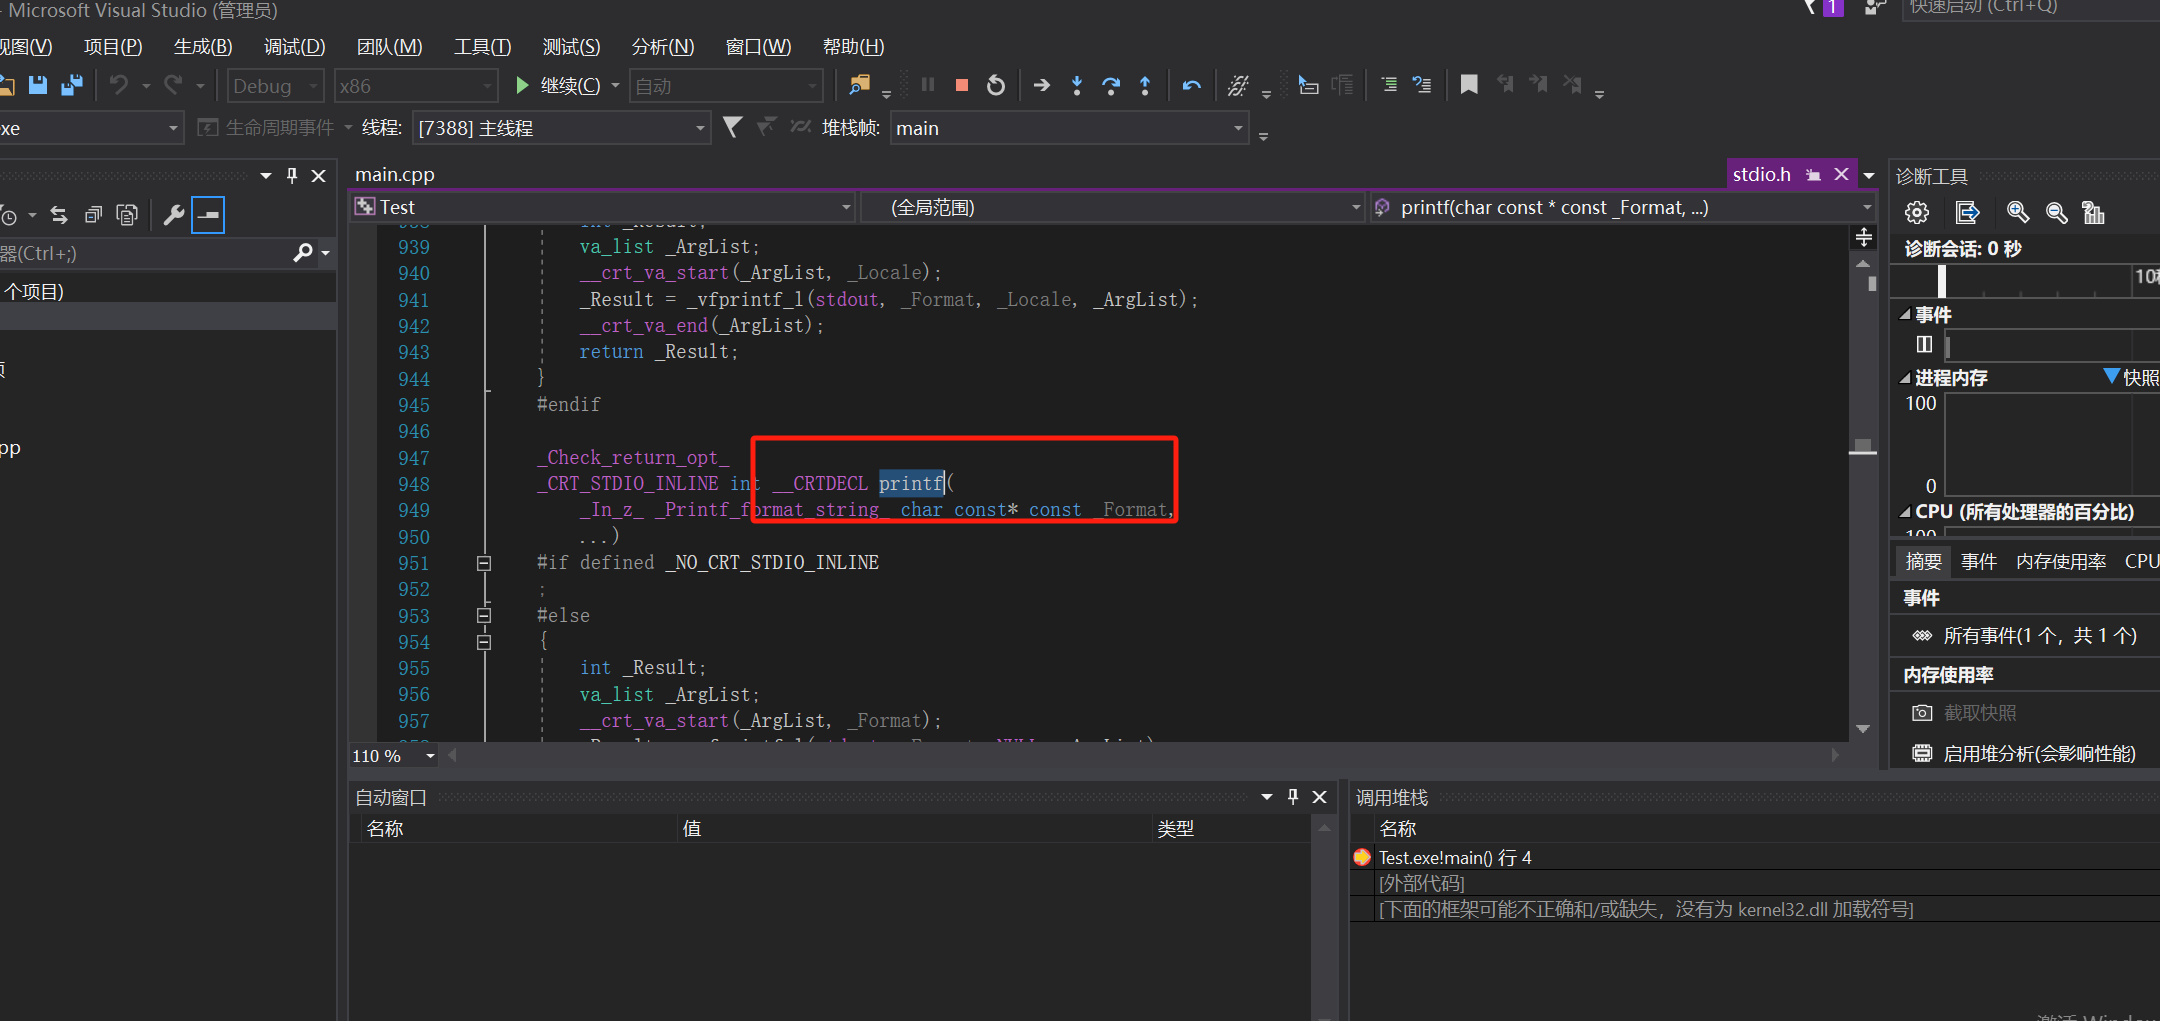 - Microsoft Visual Studio (管理员)
1
快速启动 (Ctrl+Q)
视图(V) 项目(P) 生成(B) 调试(D) 团队(M) 工具(T) 测试(S) 分析(N) 窗口(W) 帮助(H)
Debug x86 继续(C) 自动
xe 生命周期事件 线程: [7388] 主线程 堆栈帧: main
main.cpp
stdio.h
Test (全局范围) printf(char const * const _Format, ...)
器(Ctrl+;)
个项目)
pp
int _Result;
939 va_list _ArgList;
940 __crt_va_start(_ArgList, _Locale);
941 _Result = _vfprintf_l(stdout, _Format, _Locale, _ArgList);
942 __crt_va_end(_ArgList);
943 return _Result;
944 }
945 #endif
946
947 _Check_return_opt_
948 _CRT_STDIO_INLINE int __CRTDECL printf(
949 _In_z_ _Printf_format_string_ char const* const _Format,
950 ...)
951 #if defined _NO_CRT_STDIO_INLINE
952 ;
953 #else
954 {
955 int _Result;
956 va_list _ArgList;
957 __crt_va_start(_ArgList, _Format);
110 %
诊断工具
诊断会话: 0 秒
10秒
事件
进程内存
快照
100
0
CPU (所有处理器的百分比)
100
摘要 事件 内存使用率 CPU
事件
所有事件(1 个，共 1 个)
内存使用率
截取快照
启用堆分析(会影响性能)
自动窗口
名称 值 类型
调用堆栈
名称
Test.exe!main() 行 4
[外部代码]
[下面的框架可能不正确和/或缺失，没有为 kernel32.dll 加载符号]
激活 Window